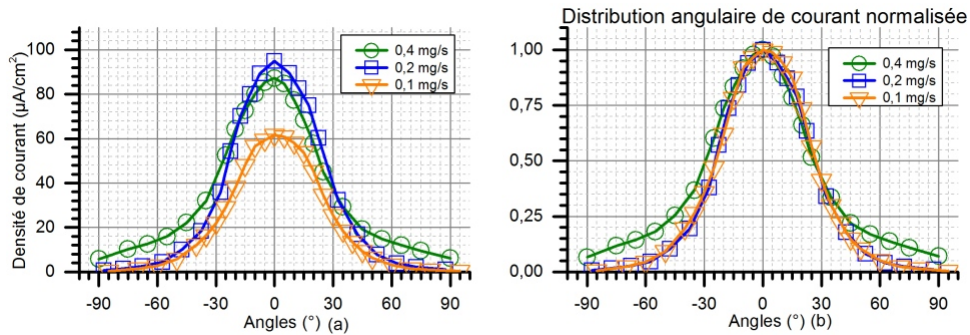 Distribution angulaire de courant normalisée
Densité de courant (µA/cm²)
100
80
60
40
20
0
0,4 mg/s
0,2 mg/s
0,1 mg/s
-90 -60 -30 0 30 60 90
Angles (°) (a)
1,00
0,75
0,50
0,25
0,00
0,4 mg/s
0,2 mg/s
0,1 mg/s
-90 -60 -30 0 30 60 90
Angles (°) (b)